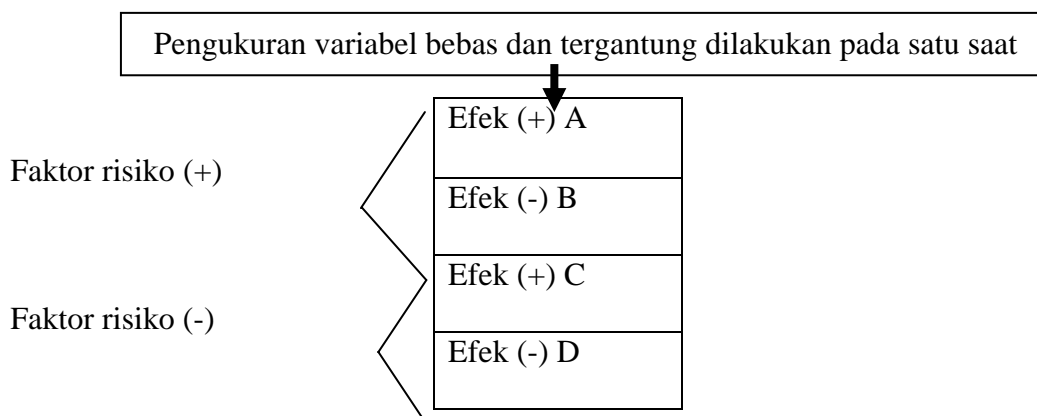 Pengukuran variabel bebas dan tergantung dilakukan pada satu saat
Efek (+) A
Faktor risiko (+)
Efek (-) B
Efek (+) C
Faktor risiko (-)
Efek (-) D